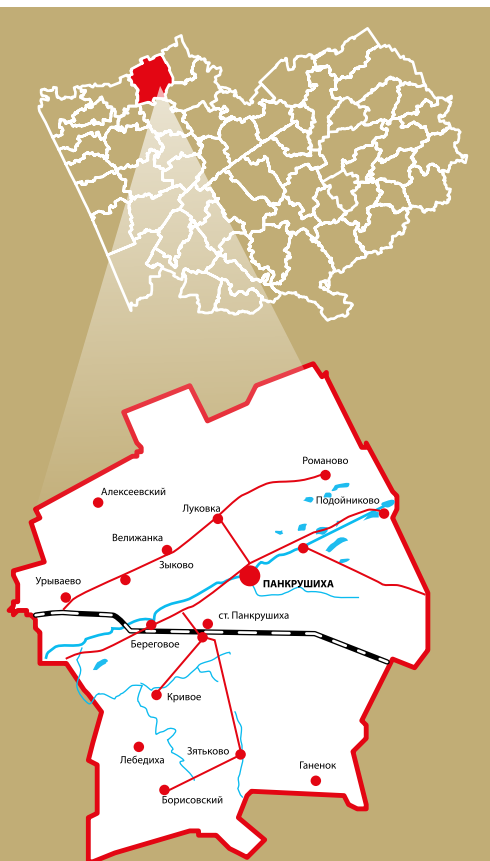 Романово
Алексеевский
Подойниково
Луковка
Велижанка
Зыково
Урываево
ПАНКРУШИХА
ст. Панкрушиха
Береговое
Кривое
Зятьково
Лебедиха
Ганенок
Борисовский